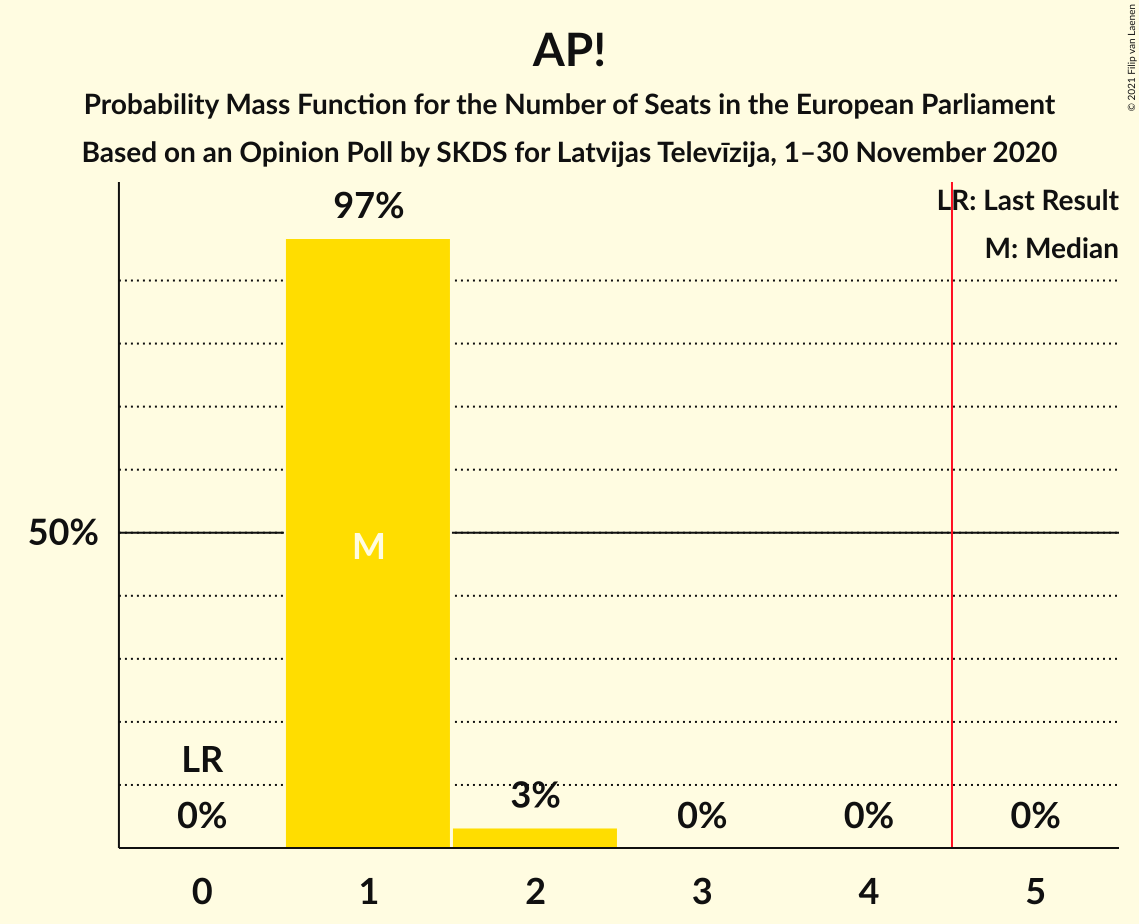 AP!
Probability Mass Function for the Number of Seats in the European Parliament
Based on an Opinion Poll by SKDS for Latvijas Televīzija, 1–30 November 2020
© 2021 Filip van Laenen
LR: Last Result
M: Median
97%
50%
M
LR
0%
3%
0%
0%
0%
0
1
2
3
4
5